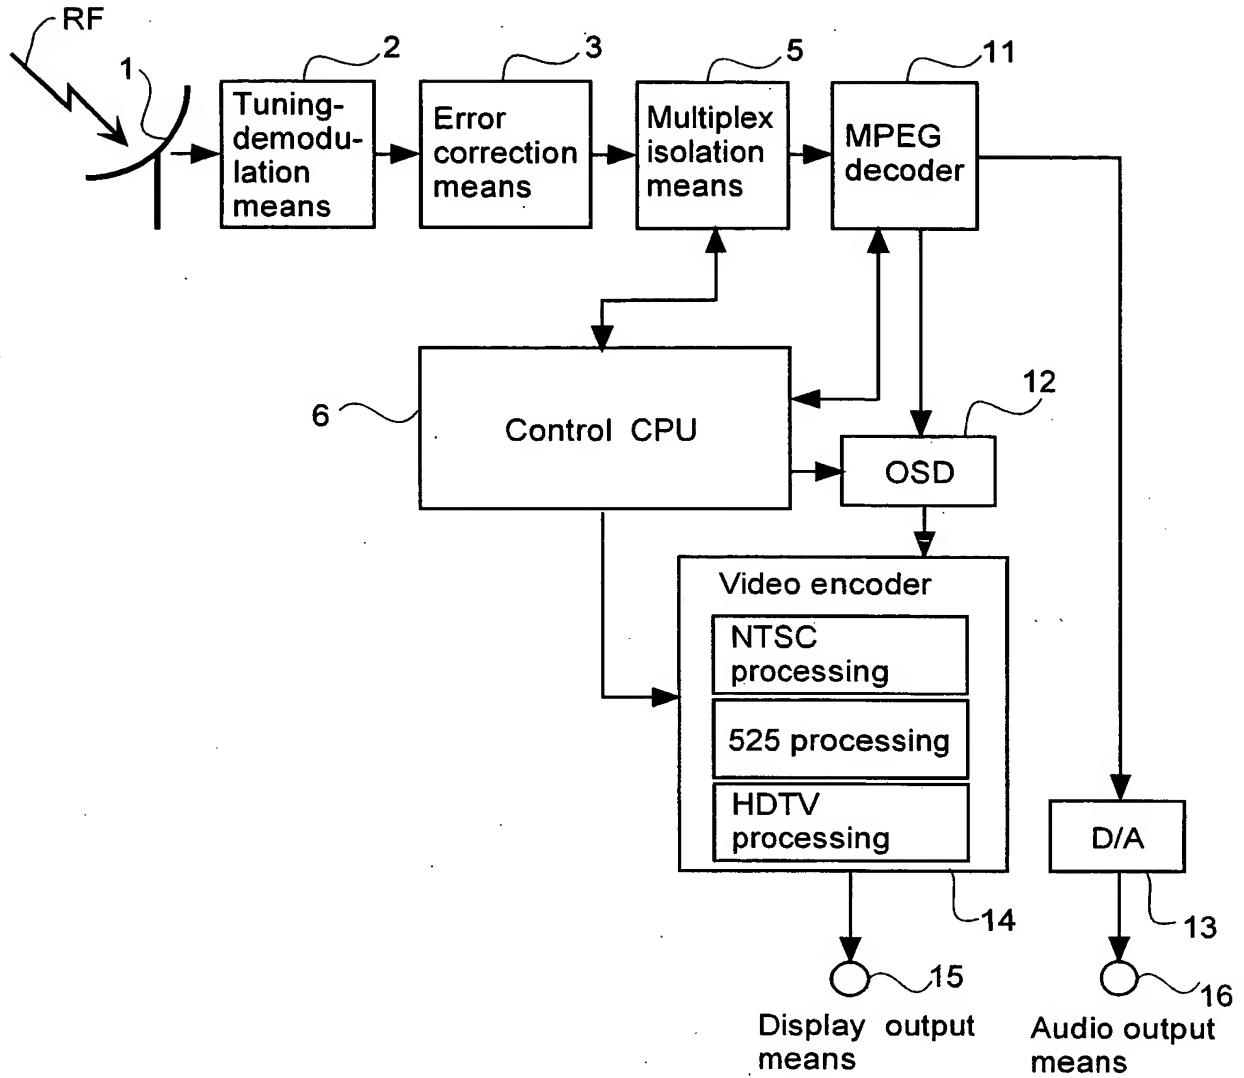 RF
1
2
3
5
11
Tuning-
demodu-
lation
means
Error
correction
means
Multiplex
isolation
means
MPEG
decoder
6
Control CPU
12
OSD
Video encoder
NTSC
processing
525 processing
HDTV
processing
D/A
14
13
15
16
Display output
means
Audio output
means